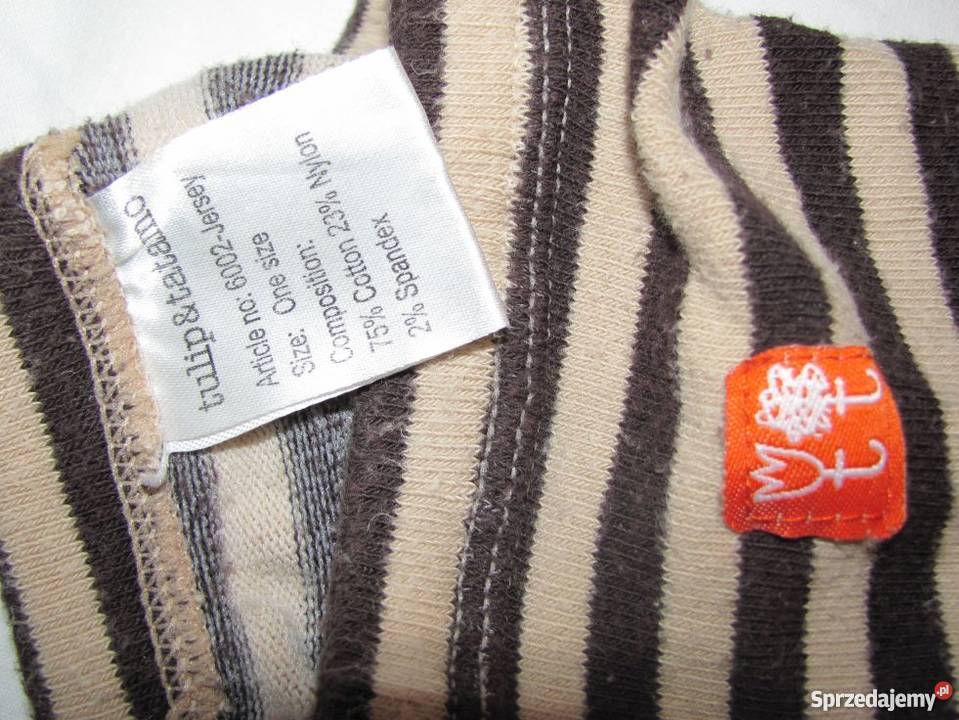 tulip&tatamo
Article no: 6002-Jersey
Size: One size
Composition:
75% Cotton 23% Nylon
2% Spandex
t t
Sprzedajemy.pl